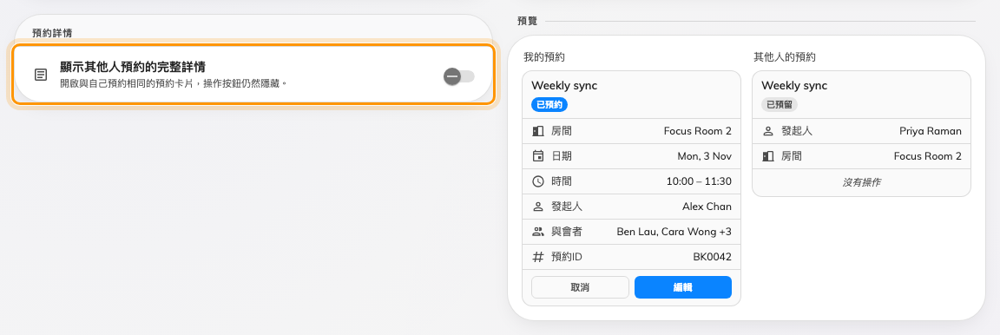 預約詳情
顯示其他人預約的完整詳情
開啟與自己預約相同的預約卡片，操作按鈕仍然隱藏。
預覽
我的預約
Weekly sync
已預約
房間 Focus Room 2
日期 Mon, 3 Nov
時間 10:00 – 11:30
發起人 Alex Chan
與會者 Ben Lau, Cara Wong +3
預約ID BK0042
取消 編輯
其他人的預約
Weekly sync
已預留
發起人 Priya Raman
房間 Focus Room 2
沒有操作